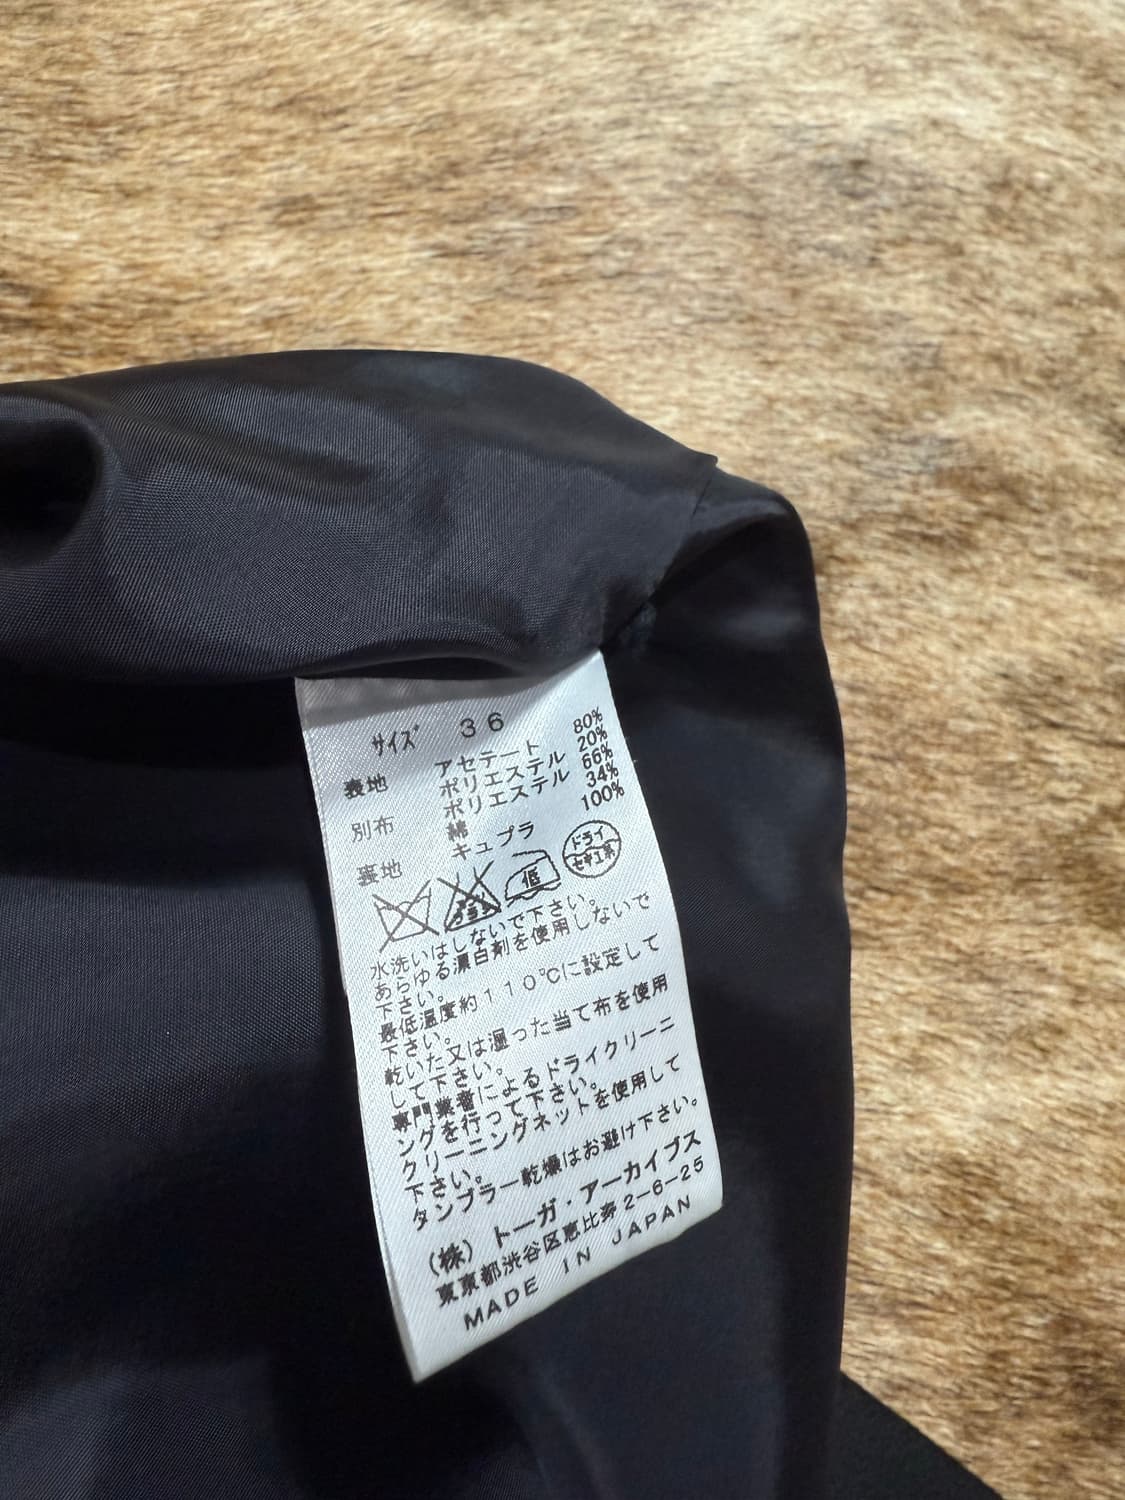 サイズ 36
表地 アセテート 80%
ポリエステル 20%
別布 ポリエステル 66%
綿 34%
裏地 キュプラ 100%
エンソサラシ
低
ドライ
セキユ系
水洗いはしないで下さい。
あらゆる漂白剤を使用しないで
下さい。
最低温度約110℃に設定して
下さい。
乾いた又は湿った当て布を使用
して下さい。
専門業者によるドライクリーニ
ングを行って下さい。
クリーニングネットを使用して
下さい。
タンブラー乾燥はお避け下さい。
(株) トーガ・アーカイブス
東京都渋谷区恵比寿2-6-25
MADE IN JAPAN